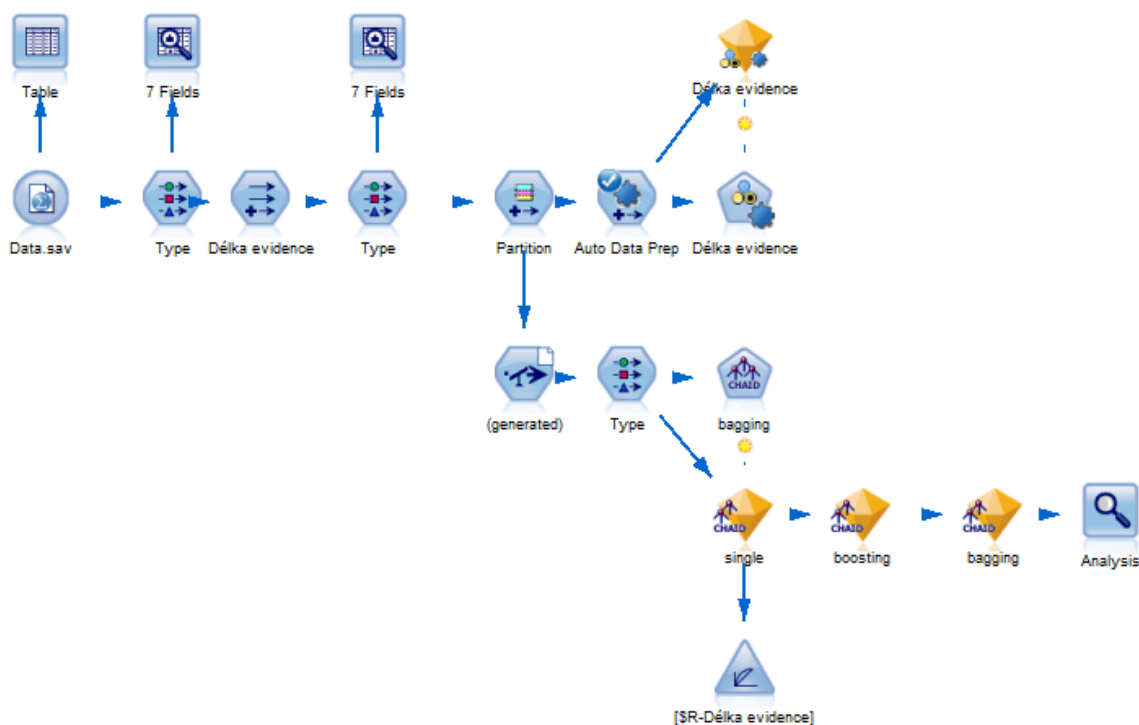 Table
7 Fields
7 Fields
Délka evidence
Data.sav
Type
Délka evidence
Type
Partition
Auto Data Prep
Délka evidence
CHAID
(generated)
Type
bagging
CHAID
CHAID
CHAID
single
boosting
bagging
Analysis
[$R-Délka evidence]